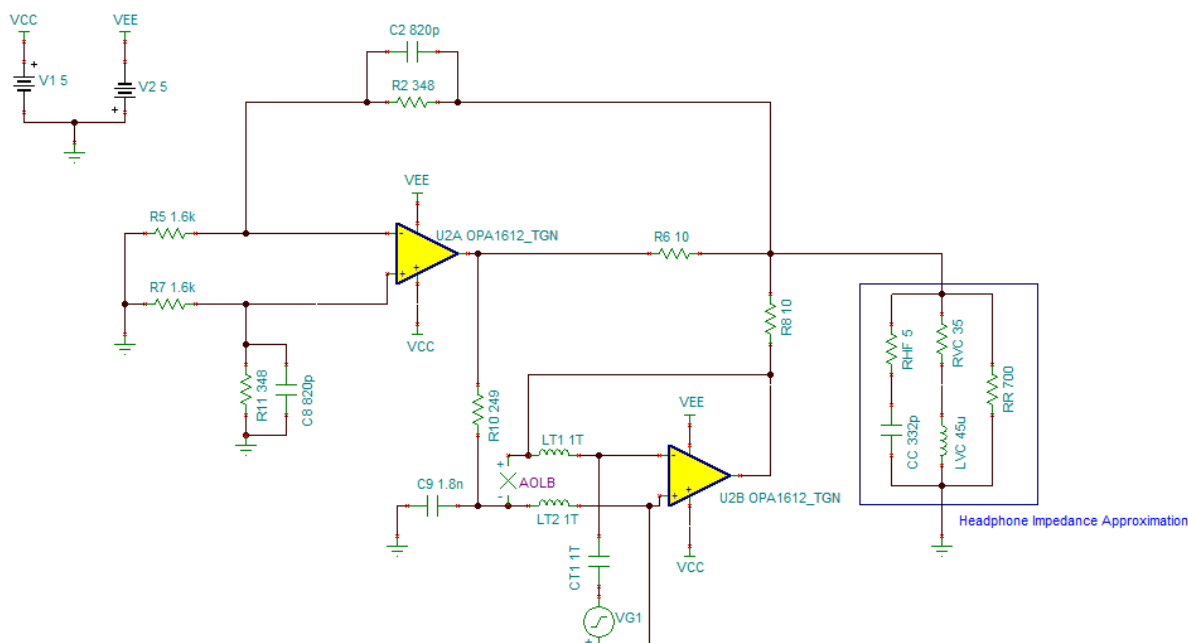 VCC
VEE
V1 5
V2 5
C2 820p
R2 348
VEE
R5 1.6k
-
U2A OPA1612_TGN
R6 10
R7 1.6k
+
+
R8 10
VCC
RHF 5
RVC 35
RR 700
R11 348
C8 820p
R10 249
VEE
LT1 1T
CC 332p
LVC 45u
+
-
C9 1.8n
AOLB
-
+
+
U2B OPA1612_TGN
LT2 1T
Headphone Impedance Approximation
VCC
CT1 1T
VG1
+